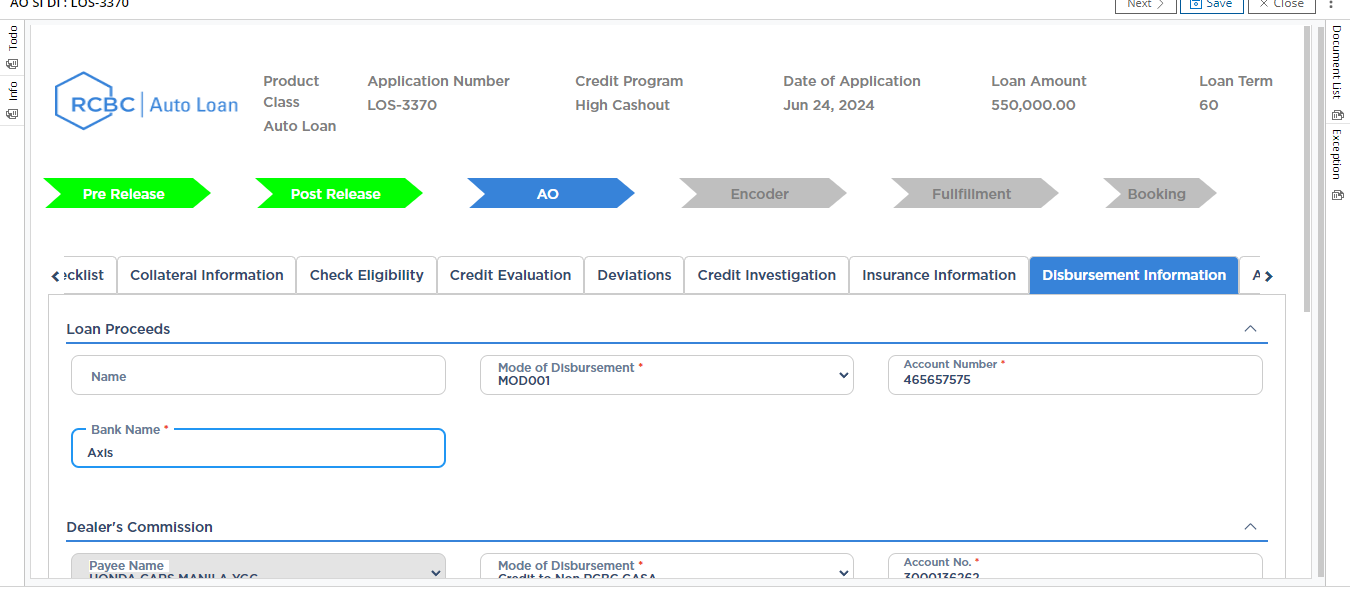 AO SI DI : LOS-3370
Next
Save
Close
Todo
Info
Document List
Exception
RCBC | Auto Loan
Product Class
Auto Loan
Application Number
LOS-3370
Credit Program
High Cashout
Date of Application
Jun 24, 2024
Loan Amount
550,000.00
Loan Term
60
Pre Release
Post Release
AO
Encoder
Fullfillment
Booking
ecklist
Collateral Information
Check Eligibility
Credit Evaluation
Deviations
Credit Investigation
Insurance Information
Disbursement Information
A
Loan Proceeds
Name
Mode of Disbursement *
MOD001
Account Number *
465657575
Bank Name *
Axis
Dealer's Commission
Payee Name
HONDA CARS MANILA YGC
Mode of Disbursement *
Credit to Non RCBC CASA
Account No. *
3000136262